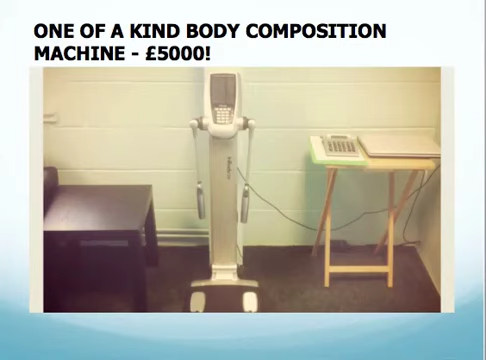 ONE OF A KIND BODY COMPOSITION
MACHINE - £5000!